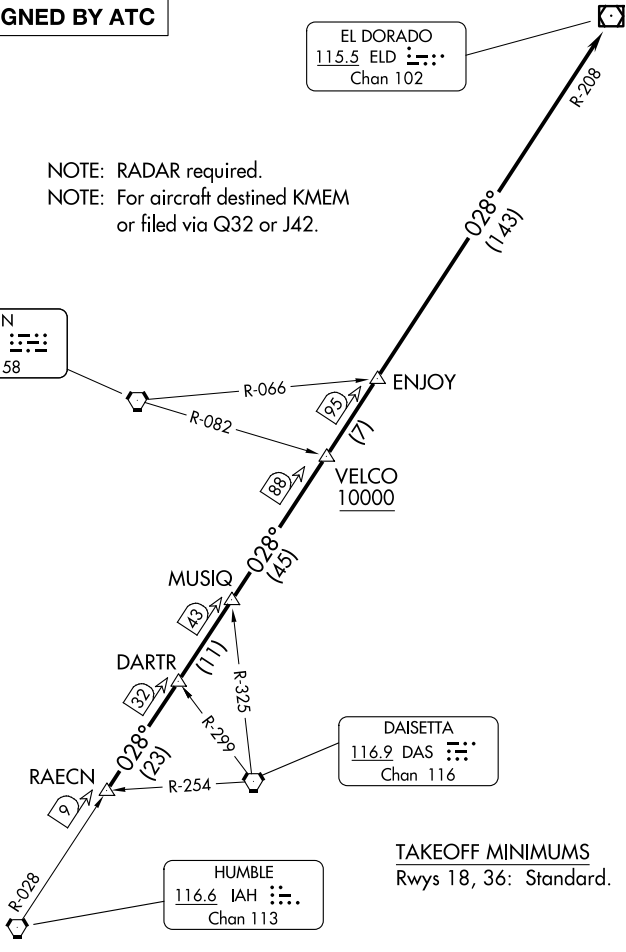 GNED BY ATC
EL DORADO
115.5 ELD
Chan 102
R-208
NOTE: RADAR required.
NOTE: For aircraft destined KMEM
or filed via Q32 or J42.
028°
(143)
N
58
R-066
ENJOY
95
R-082
(7)
VELCO
10000
88
028°
(45)
MUSIQ
43
(11)
DARTR
32
R-325
R-299
028°
(23)
DAISETTA
116.9 DAS
Chan 116
RAECN
R-254
9
TAKEOFF MINIMUMS
Rwys 18, 36: Standard.
R-028
HUMBLE
116.6 IAH
Chan 113